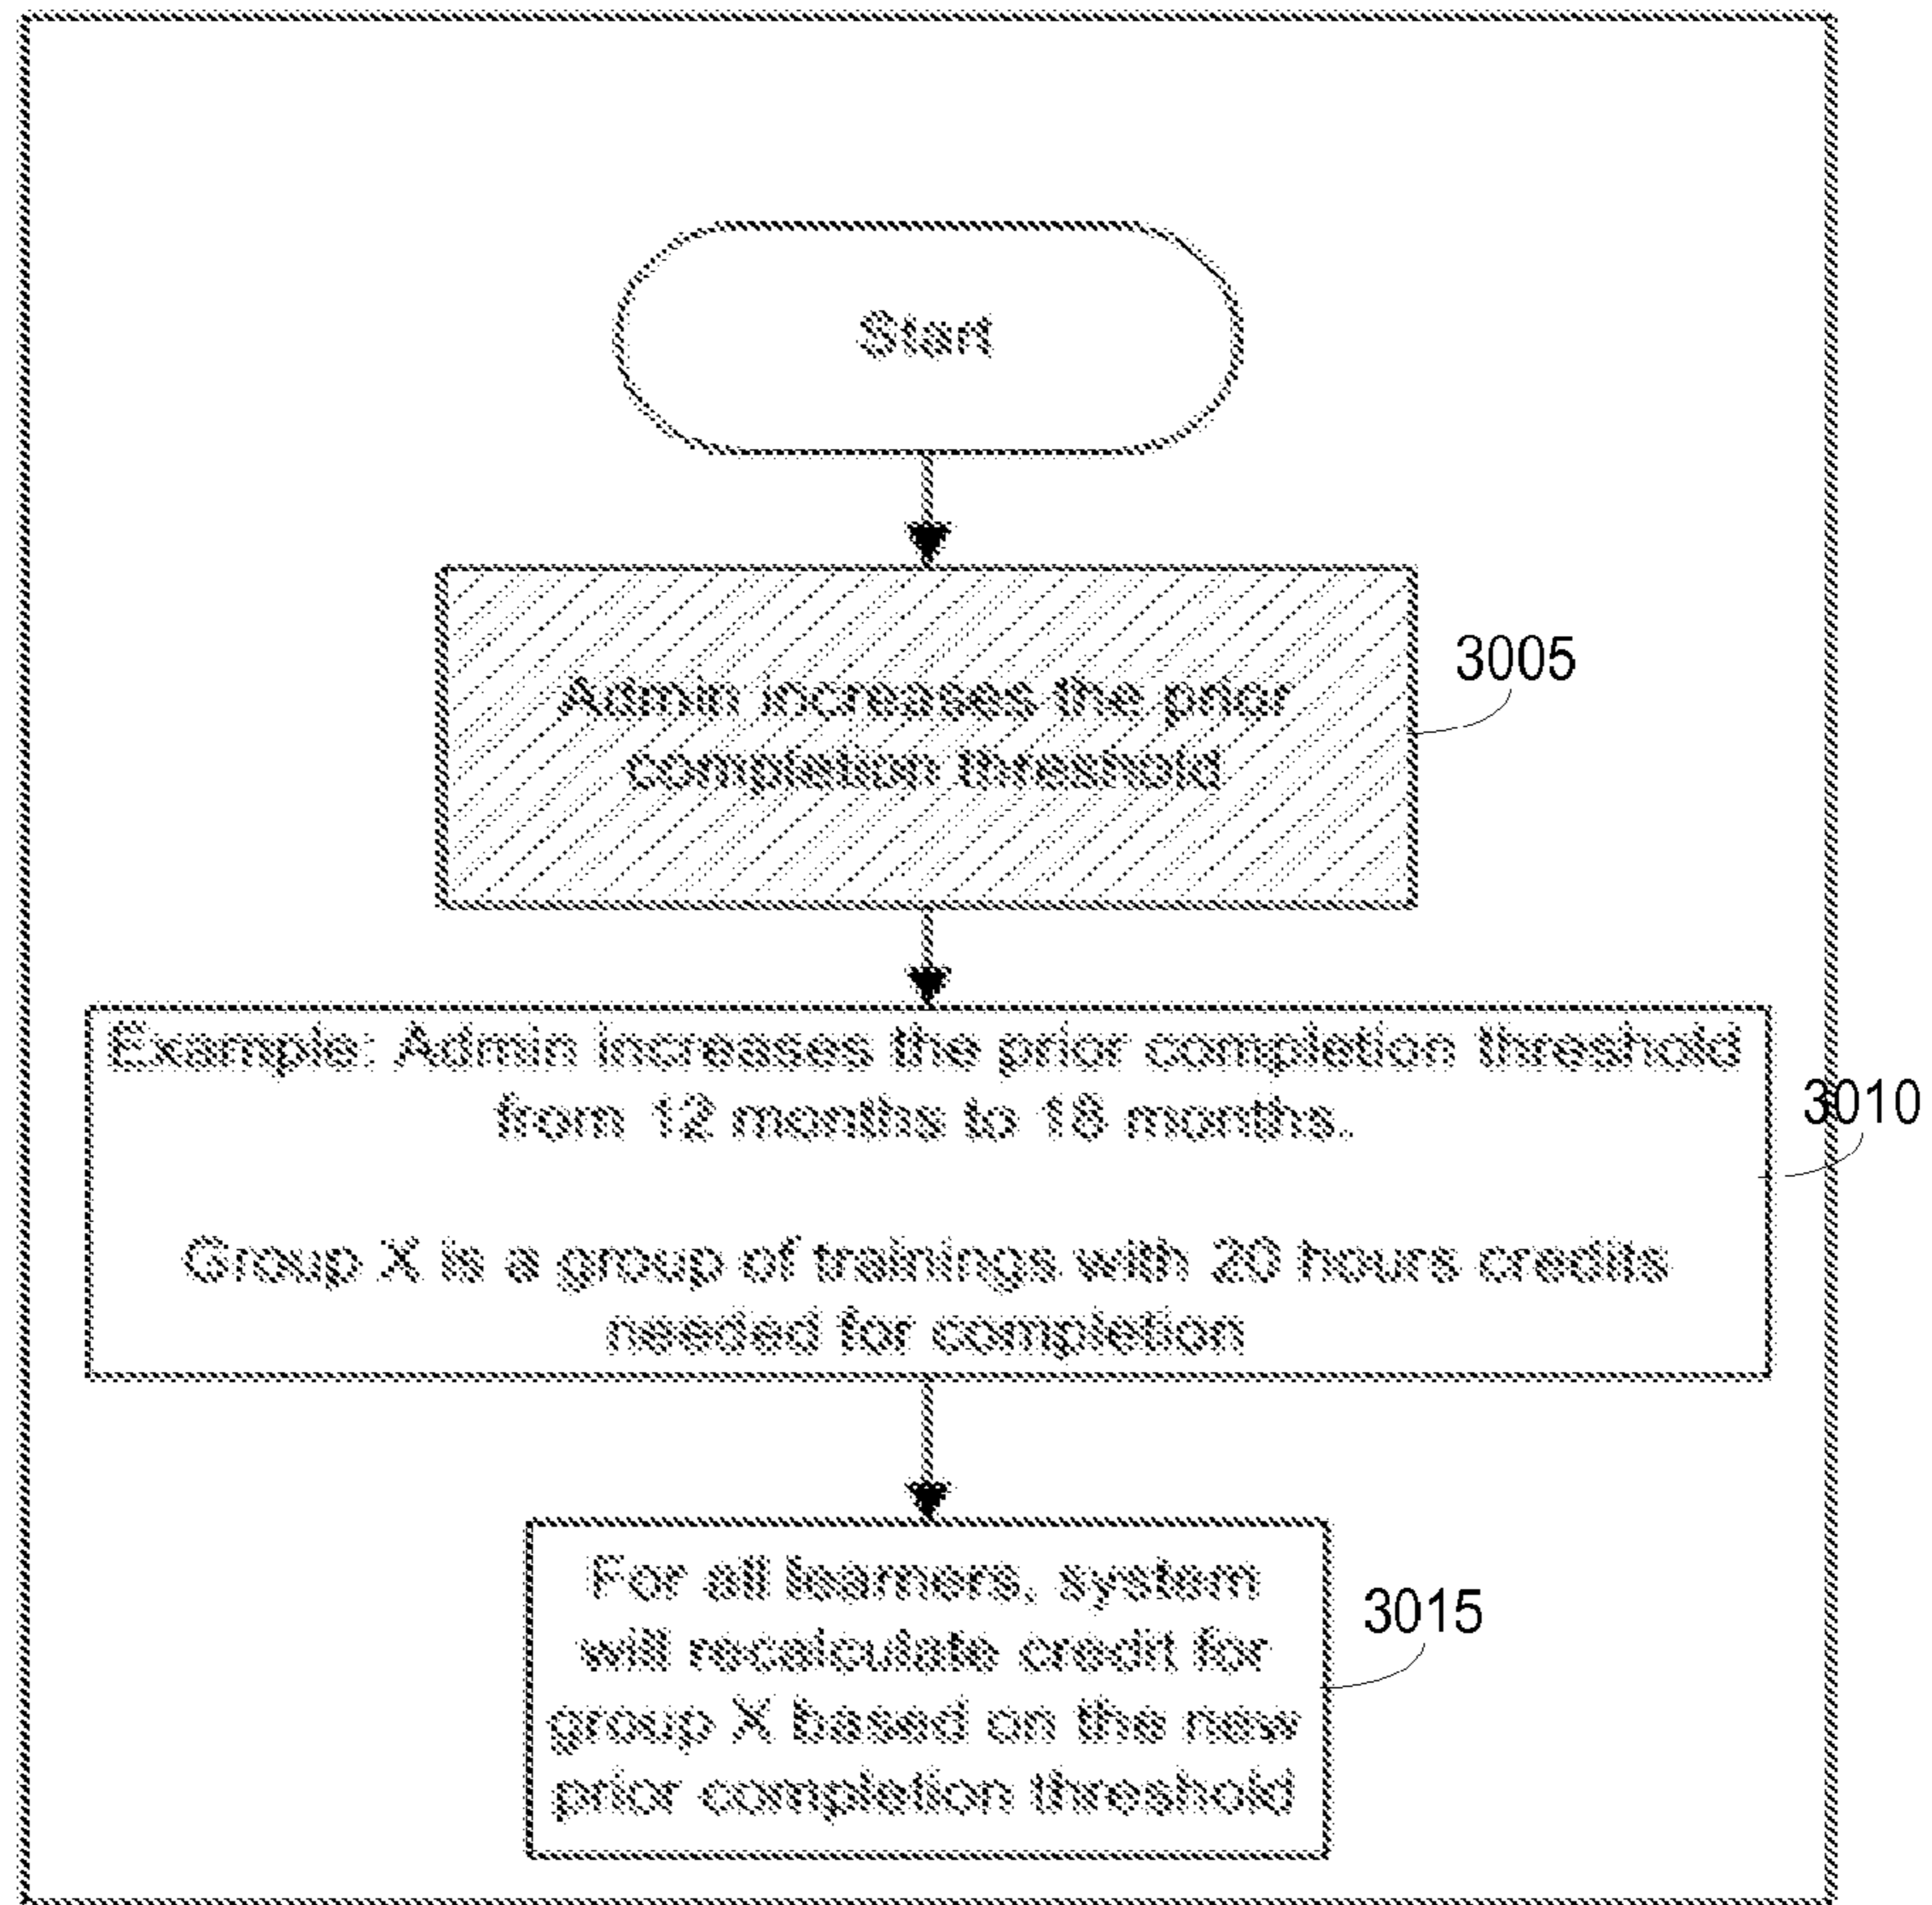 Start
Admin increases the prior
completion threshold
3005
Example: Admin increases the prior completion threshold
from 12 months to 18 months.
3010
Group X is a group of trainings with 20 hours credits
needed for completion
For all learners, system
will recalculate credit for
group X based on the new
prior completion threshold
3015